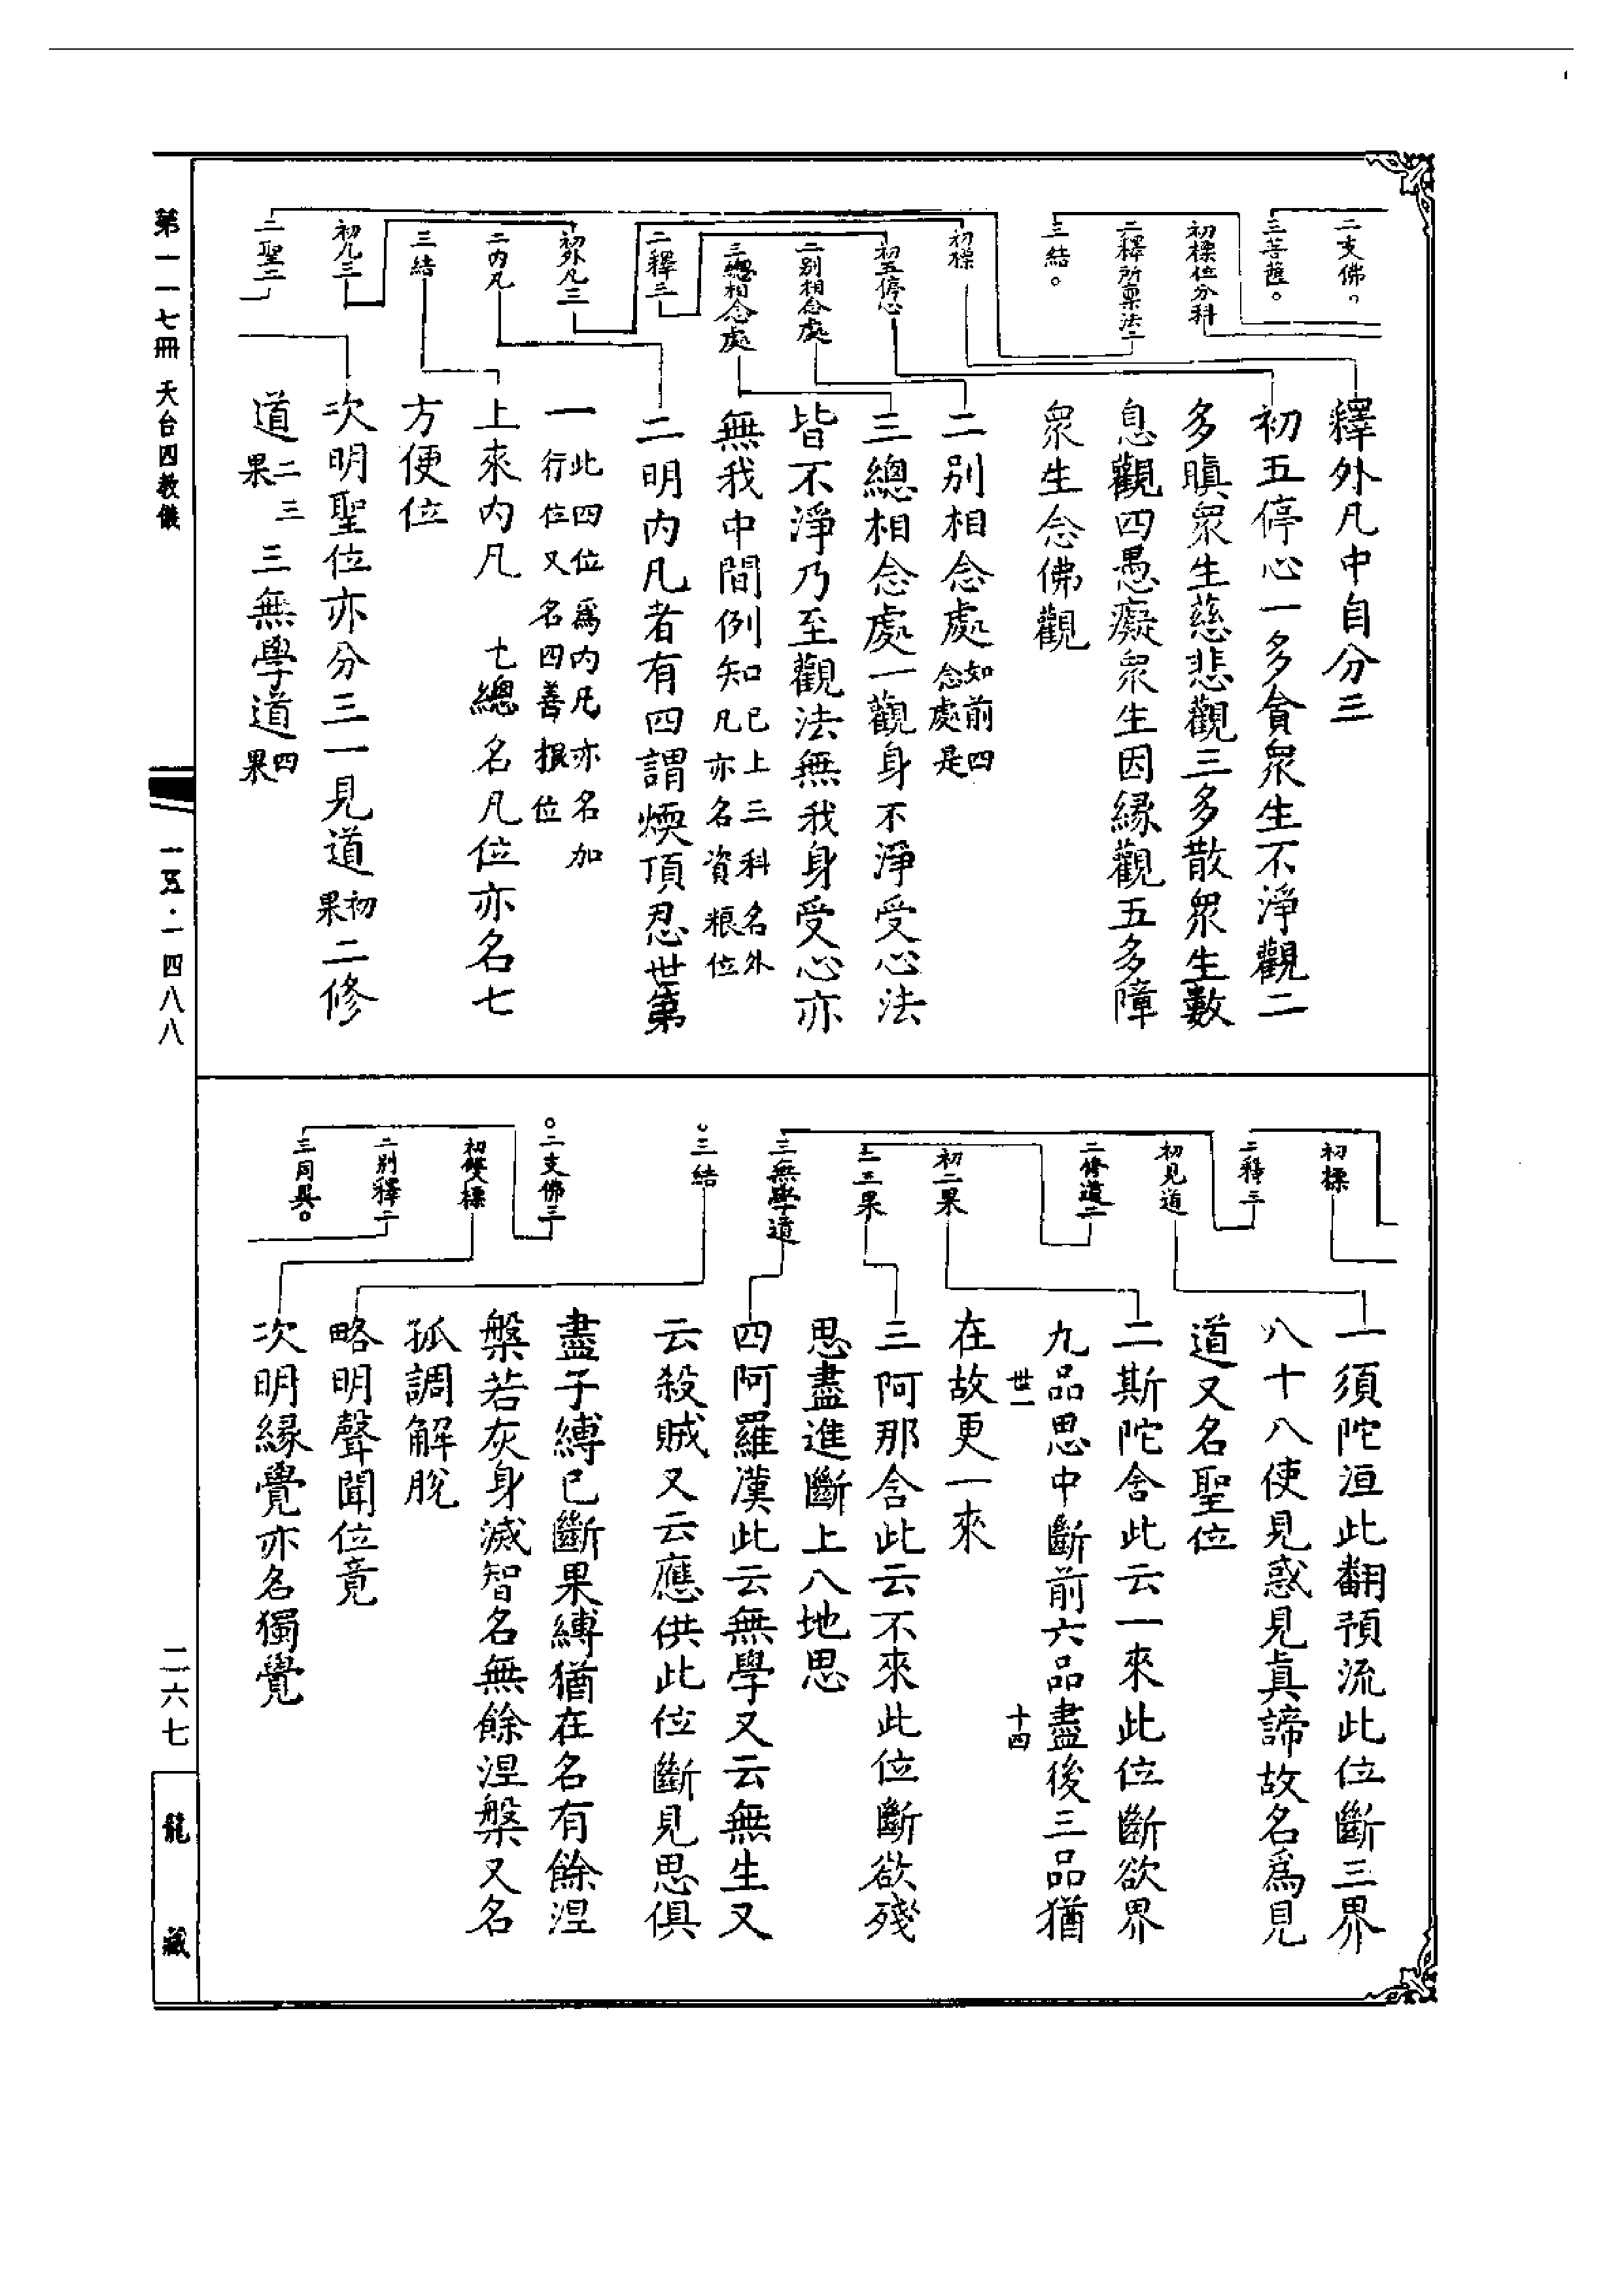 二支佛。
三菩薩。
初標位分科
二釋所稟法二
三結。
初標
初五停心
二別相念處
三總相念處
二釋三
初外凡三
二內凡
三結
初凡三
二聖二
釋外凡中自分三
初五停心一多貪眾生不淨觀二
多瞋眾生慈悲觀三多散眾生數
息觀四愚癡眾生因緣觀五多障
眾生念佛觀
二別相念處如前四念處是
三總相念處一觀身不淨受心法
皆不淨乃至觀法無我身受心亦
無我中間例知已上三科名外凡亦名資粮位
二明內凡者有四謂煗頂忍世第
一此四位為內凡亦名加行位又名四善根位
上來內凡 七總名凡位亦名七
方便位
次明聖位亦分三一見道初果二修
道二三果 三無學道四果
初標
二釋三
初見道
二修道二
初二果
二三果
三無學道
。三結
。二支佛三
初雙標
二別釋二
三同異。
一須陀洹此翻預流此位斷三界
八十八使見惑見真諦故名為見
道又名聖位
二斯陀含此云一來此位斷欲界
九品思中斷前六品盡後三品猶
世一 十四
在故更一來
三阿那含此云不來此位斷欲殘
思盡進斷上八地思
四阿羅漢此云無學又云無生又
云殺賊又云應供此位斷見思俱
盡子縛已斷果縛猶在名有餘涅
槃若灰身滅智名無餘涅槃又名
孤調解脫
略明聲聞位竟
次明緣覺亦名獨覺
第一一七冊 天台四教儀
一五·一四八八
二六七
龍藏